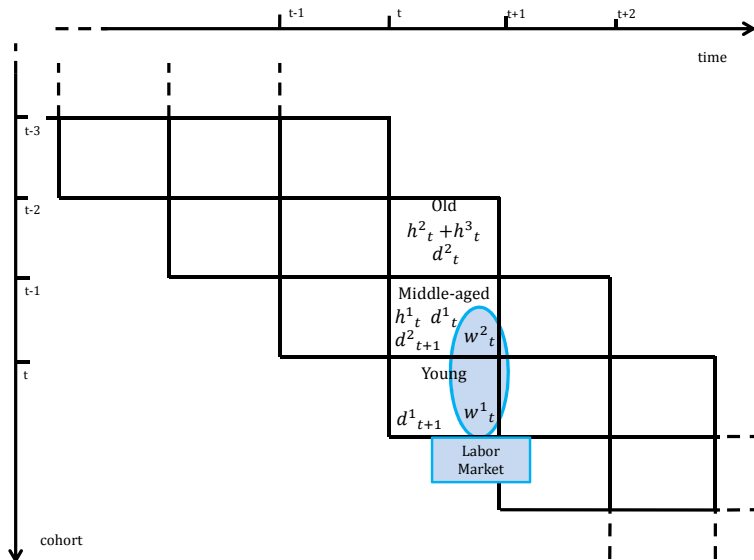 t-1 t t+1 t+2
time
t-3
t-2
Old
h²ₜ +h³ₜ
d²ₜ
t-1
Middle-aged
h¹ₜ d¹ₜ
d²ₜ₊₁ w²ₜ
t
Young
d¹ₜ₊₁ w¹ₜ
Labor
Market
cohort